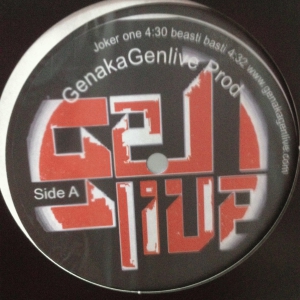 Joker one 4:30 beasti basti 4:32 www.genakagenlive.com
GenakaGenlive Prod
Gen
live
Side A